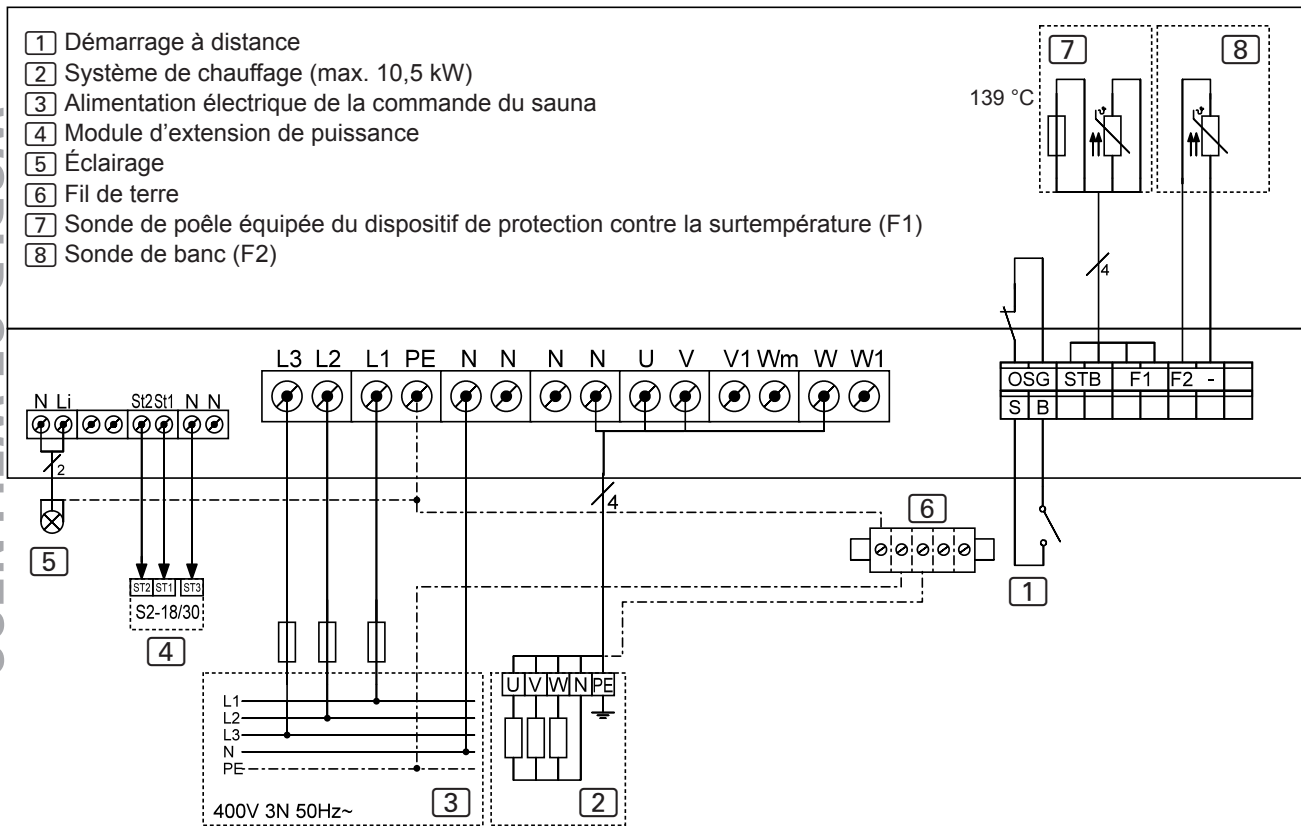 1 Démarrage à distance
2 Système de chauffage (max. 10,5 kW)
3 Alimentation électrique de la commande du sauna
4 Module d'extension de puissance
5 Éclairage
6 Fil de terre
7 Sonde de poêle équipée du dispositif de protection contre la surtempérature (F1)
8 Sonde de banc (F2)
7 8
139 °C
4
L3 L2 L1 PE N N N N U V V1 Wm W W1
OSG STB F1 F2 -
S B
N Li St2 St1 N N
2
4
5
6
1
ST2 ST1 ST3
S2-18/30
4
U V W N PE
L1
L2
L3
N
PE
400V 3N 50Hz~
3
2